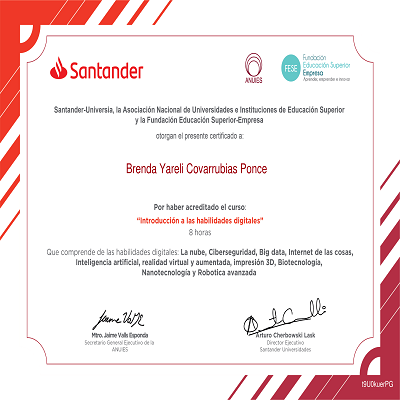 Santander
ANUIES
FESE
Fundación
Educación Superior
Empresa
Aprende, emprende e innova
Santander-Universia, la Asociación Nacional de Universidades e Instituciones de Educación Superior
y la Fundación Educación Superior-Empresa
otorgan el presente certificado a:
Brenda Yareli Covarrubias Ponce
Por haber acreditado el curso:
“Introducción a las habilidades digitales”
8 horas
Que comprende de las habilidades digitales: La nube, Ciberseguridad, Big data, Internet de las cosas,
Inteligencia artificial, realidad virtual y aumentada, impresión 3D, Biotecnología,
Nanotecnología y Robotica avanzada
Jaime Valls
Mtro. Jaime Valls Esponda
Secretario General Ejecutivo de la
ANUIES
Arturo Cherbowski Lask
Director Ejecutivo
Santander Universidades
t9U0kuerPG